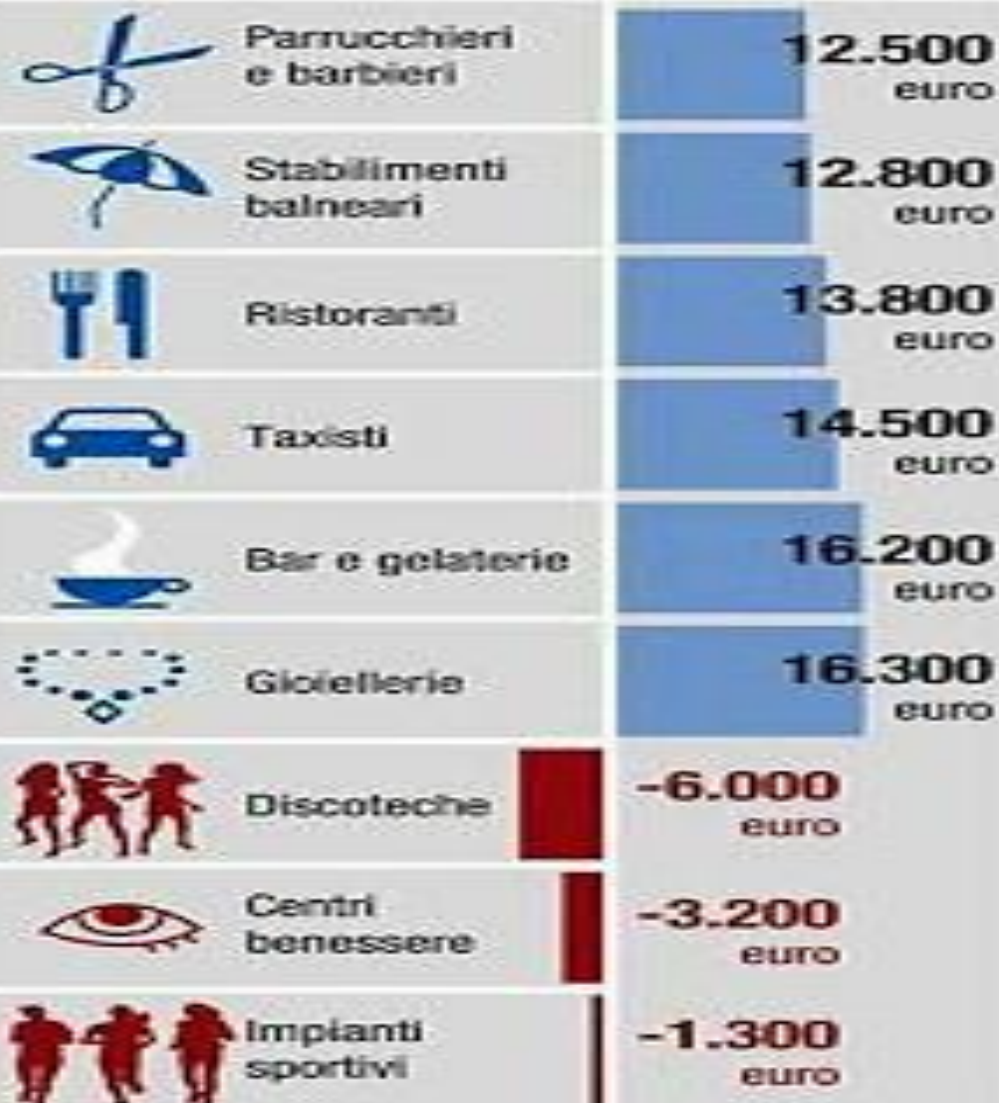 Parrucchieri
e barbieri
12.500
euro
Stabilimenti
balneari
12.800
euro
Ristoranti
13.800
euro
Taxisti
14.500
euro
Bar e gelaterie
16.200
euro
Gioiellerie
16.300
euro
Discoteche
-6.000
euro
Centri
benessere
-3.200
euro
Impianti
sportivi
-1.300
euro